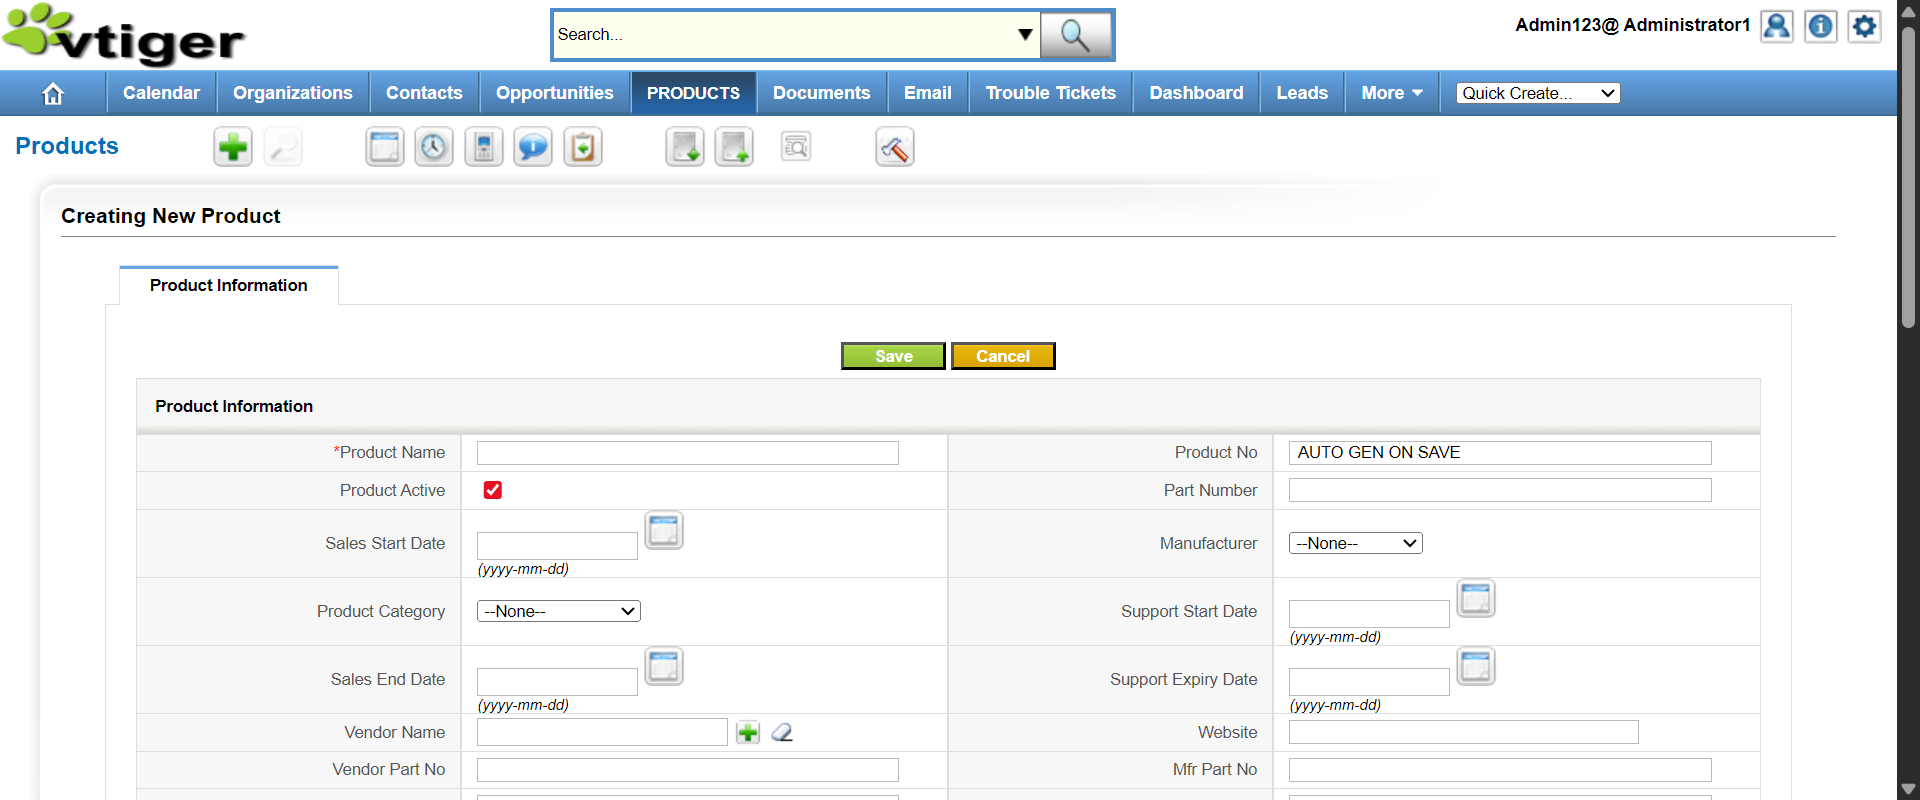 vtiger
Search...
Admin123@ Administrator1
Calendar Organizations Contacts Opportunities PRODUCTS Documents Email Trouble Tickets Dashboard Leads More Quick Create...
Products
Creating New Product
Product Information
Save Cancel
Product Information
*Product Name Product No AUTO GEN ON SAVE
Product Active Part Number
Sales Start Date (yyyy-mm-dd) Manufacturer --None--
Product Category --None-- Support Start Date (yyyy-mm-dd)
Sales End Date (yyyy-mm-dd) Support Expiry Date (yyyy-mm-dd)
Vendor Name Website
Vendor Part No Mfr Part No